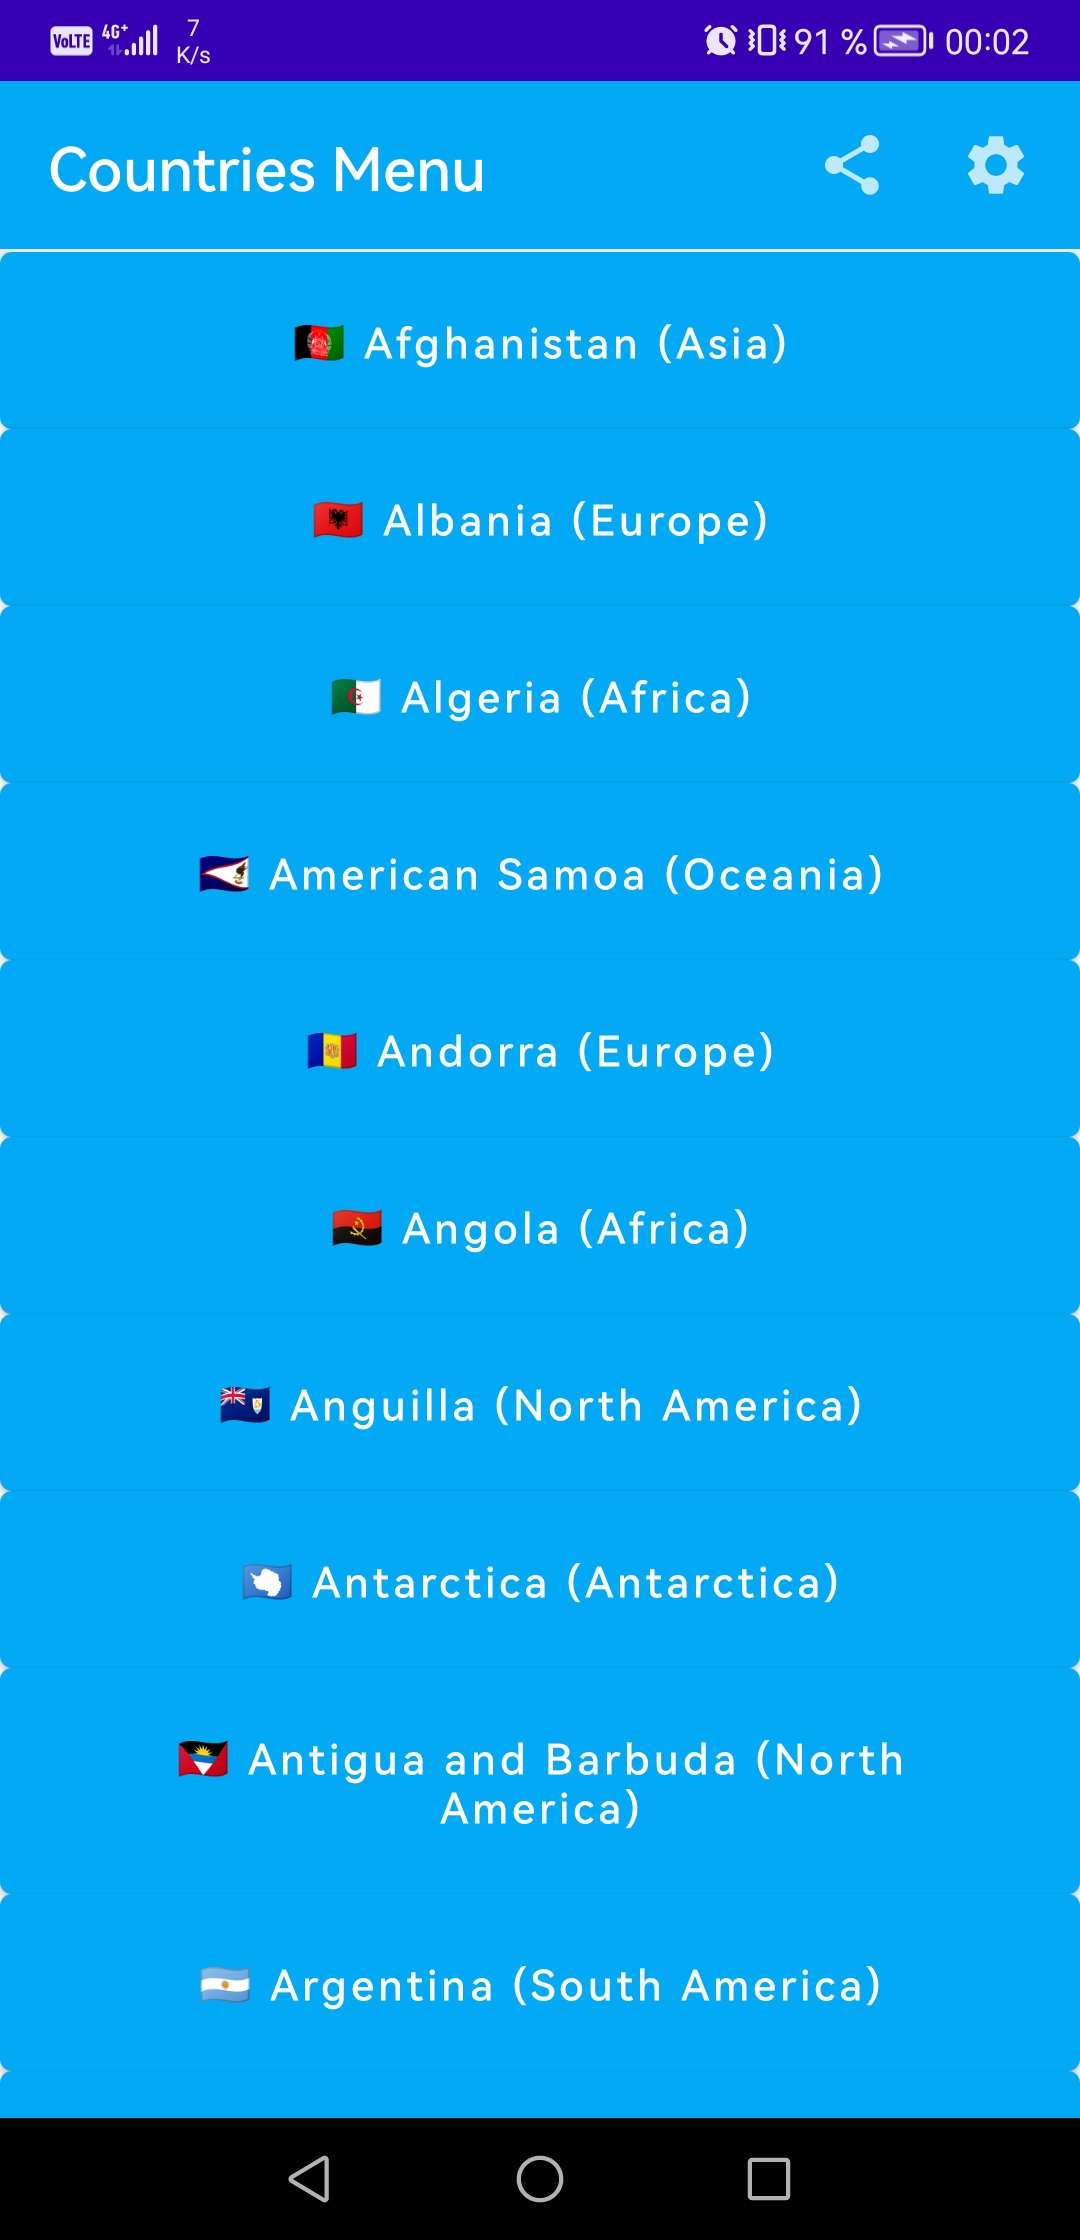 VoLTE 4G+ 7 K/s 91 % 00:02
Countries Menu
Afghanistan (Asia)
Albania (Europe)
Algeria (Africa)
American Samoa (Oceania)
Andorra (Europe)
Angola (Africa)
Anguilla (North America)
Antarctica (Antarctica)
Antigua and Barbuda (North
America)
Argentina (South America)